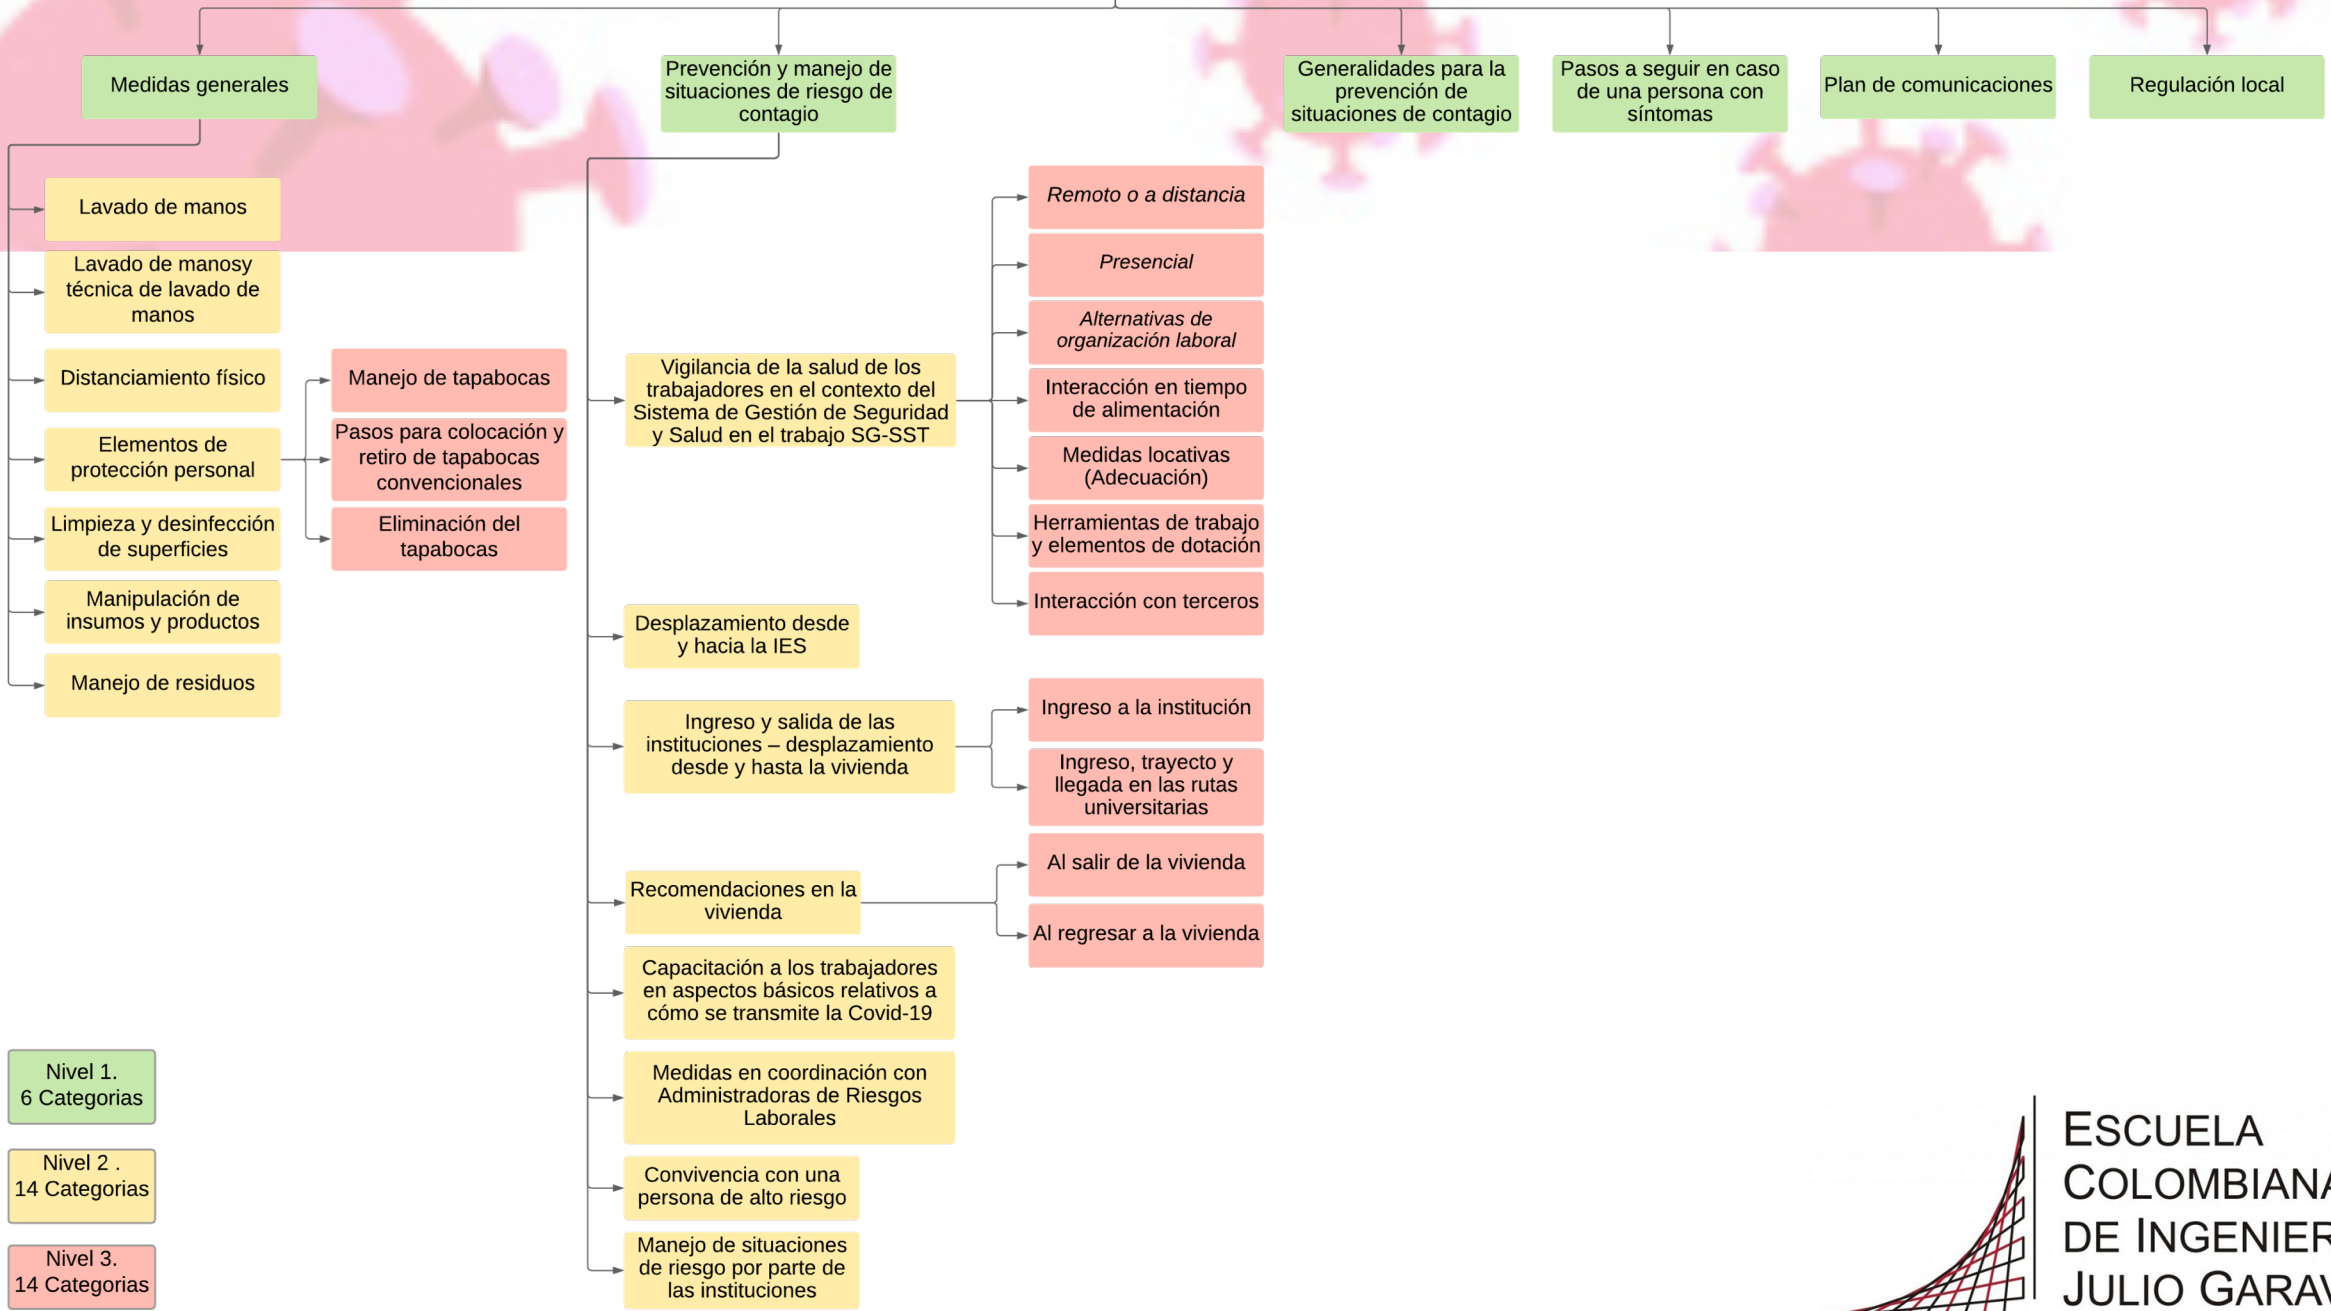 Medidas generales
Prevención y manejo de
situaciones de riesgo de
contagio
Generalidades para la
prevención de
situaciones de contagio
Pasos a seguir en caso
de una persona con
síntomas
Plan de comunicaciones
Regulación local
Lavado de manos
Lavado de manosy
técnica de lavado de
manos
Distanciamiento físico
Elementos de
protección personal
Limpieza y desinfección
de superficies
Manipulación de
insumos y productos
Manejo de residuos
Manejo de tapabocas
Pasos para colocación y
retiro de tapabocas
convencionales
Eliminación del
tapabocas
Vigilancia de la salud de los
trabajadores en el contexto del
Sistema de Gestión de Seguridad
y Salud en el trabajo SG-SST
Remoto o a distancia
Presencial
Alternativas de
organización laboral
Interacción en tiempo
de alimentación
Medidas locativas
(Adecuación)
Herramientas de trabajo
y elementos de dotación
Interacción con terceros
Desplazamiento desde
y hacia la IES
Ingreso y salida de las
instituciones – desplazamiento
desde y hasta la vivienda
Ingreso a la institución
Ingreso, trayecto y
llegada en las rutas
universitarias
Recomendaciones en la
vivienda
Al salir de la vivienda
Al regresar a la vivienda
Capacitación a los trabajadores
en aspectos básicos relativos a
cómo se transmite la Covid-19
Medidas en coordinación con
Administradoras de Riesgos
Laborales
Convivencia con una
persona de alto riesgo
Manejo de situaciones
de riesgo por parte de
las instituciones
Nivel 1.
6 Categorias
Nivel 2 .
14 Categorias
Nivel 3.
14 Categorias
ESCUELA
COLOMBIANA
DE INGENIER
JULIO GARAV